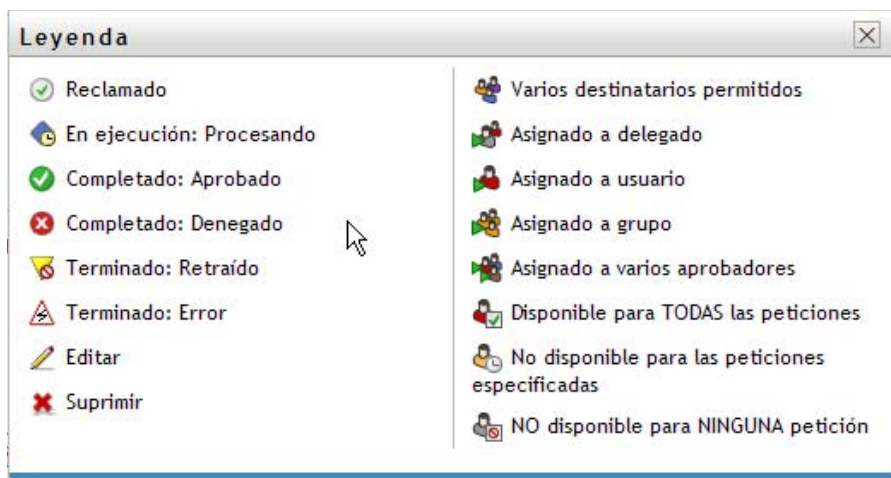 Leyenda
Reclamado
En ejecución: Procesando
Completado: Aprobado
Completado: Denegado
Terminado: Retraído
Terminado: Error
Editar
Suprimir
Varios destinatarios permitidos
Asignado a delegado
Asignado a usuario
Asignado a grupo
Asignado a varios aprobadores
Disponible para TODAS las peticiones
No disponible para las peticiones
especificadas
NO disponible para NINGUNA petición